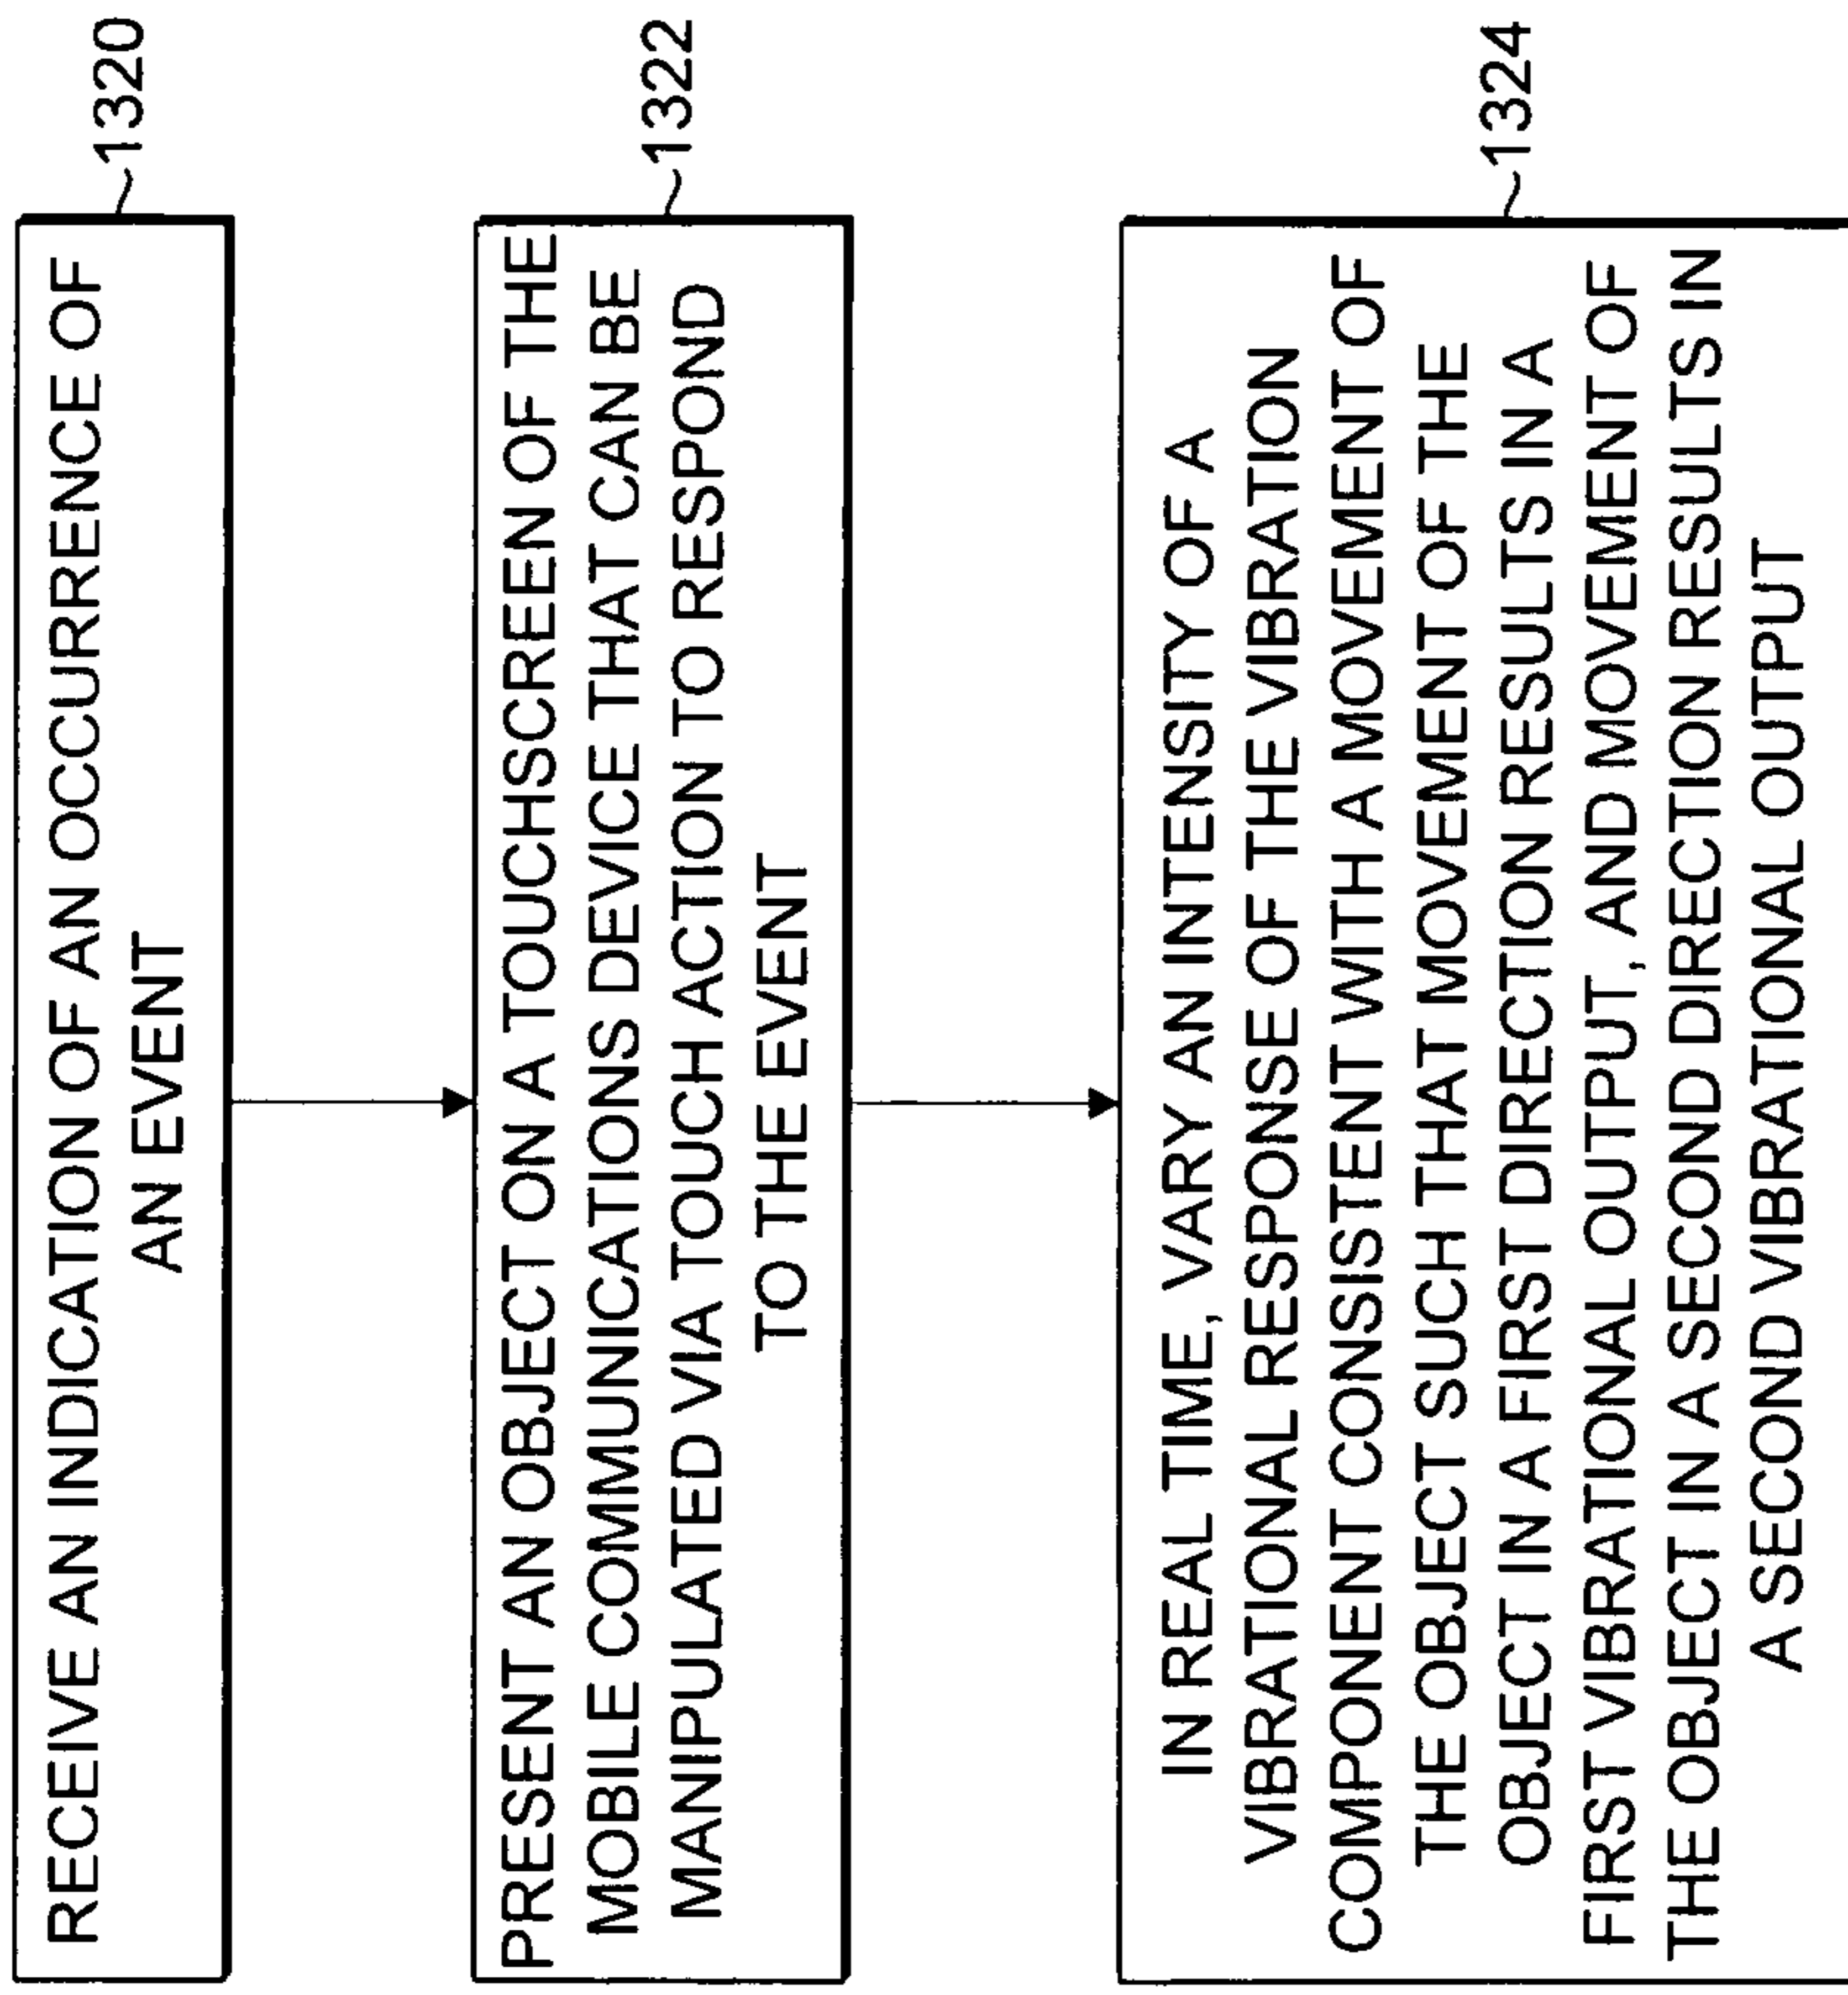 RECEIVE AN INDICATION OF AN OCCURRENCE OF
AN EVENT
1320
PRESENT AN OBJECT ON A TOUCHSCREEN OF THE
MOBILE COMMUNICATIONS DEVICE THAT CAN BE
MANIPULATED VIA TOUCH ACTION TO RESPOND
TO THE EVENT
1322
IN REAL TIME, VARY AN INTENSITY OF A
VIBRATIONAL RESPONSE OF THE VIBRATION
COMPONENT CONSISTENT WITH A MOVEMENT OF
THE OBJECT SUCH THAT MOVEMENT OF THE
OBJECT IN A FIRST DIRECTION RESULTS IN A
FIRST VIBRATIONAL OUTPUT, AND MOVEMENT OF
THE OBJECT IN A SECOND DIRECTION RESULTS IN
A SECOND VIBRATIONAL OUTPUT
1324